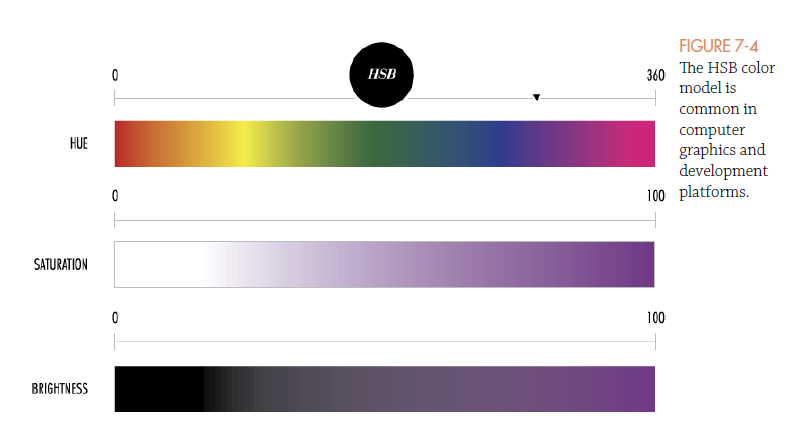 HSB
0
360
HUE
0
100
SATURATION
0
100
BRIGHTNESS
FIGURE 7-4
The HSB color
model is
common in
computer
graphics and
development
platforms.